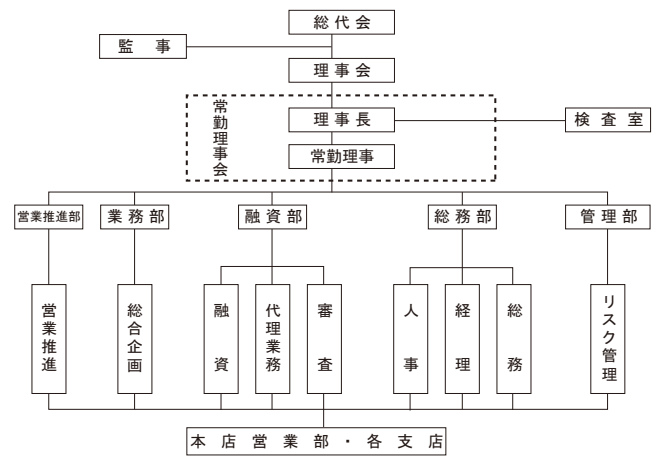 総代会
監事
理事会
常勤理事会
理事長
検査室
常勤理事
営業推進部
業務部
融資部
総務部
管理部
営業推進
総合企画
融資
代理業務
審査
人事
経理
総務
リスク管理
本店営業部・各支店